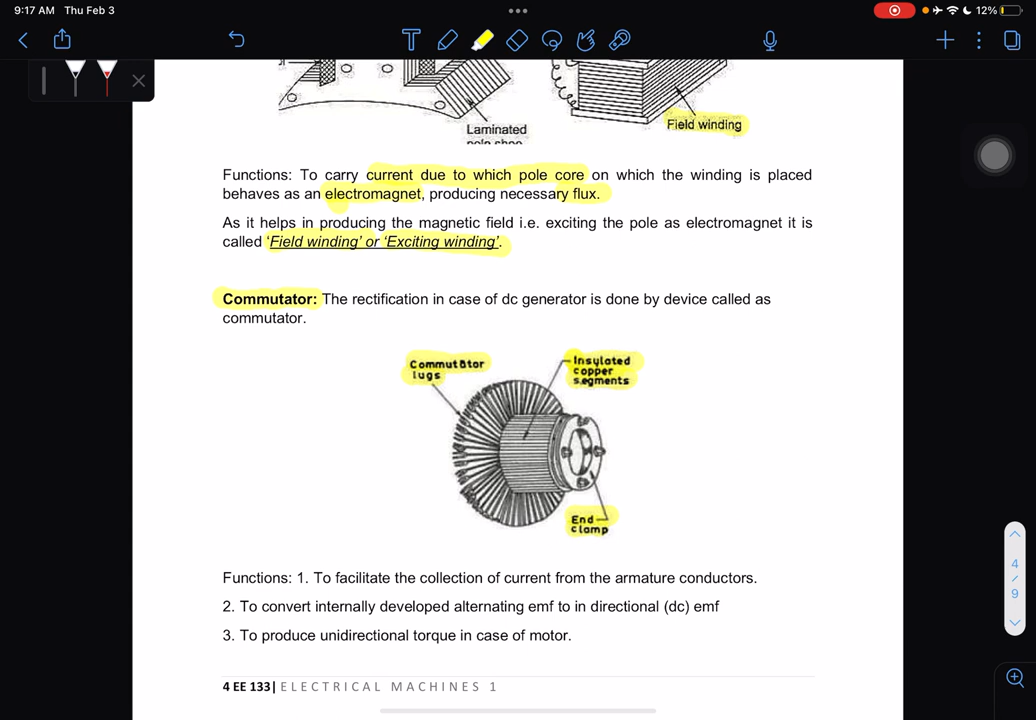 9:17 AM Thu Feb 3
12%
Laminated
Field winding
Functions: To carry current due to which pole core on which the winding is placed
behaves as an electromagnet, producing necessary flux.
As it helps in producing the magnetic field i.e. exciting the pole as electromagnet it is
called ‘Field winding’ or ‘Exciting winding’.
Commutator: The rectification in case of dc generator is done by device called as
commutator.
Commutator
lugs
Insulated
copper
segments
End
clamp
Functions: 1. To facilitate the collection of current from the armature conductors.
2. To convert internally developed alternating emf to in directional (dc) emf
3. To produce unidirectional torque in case of motor.
4
/
9
4 EE 133| ELECTRICAL MACHINES 1